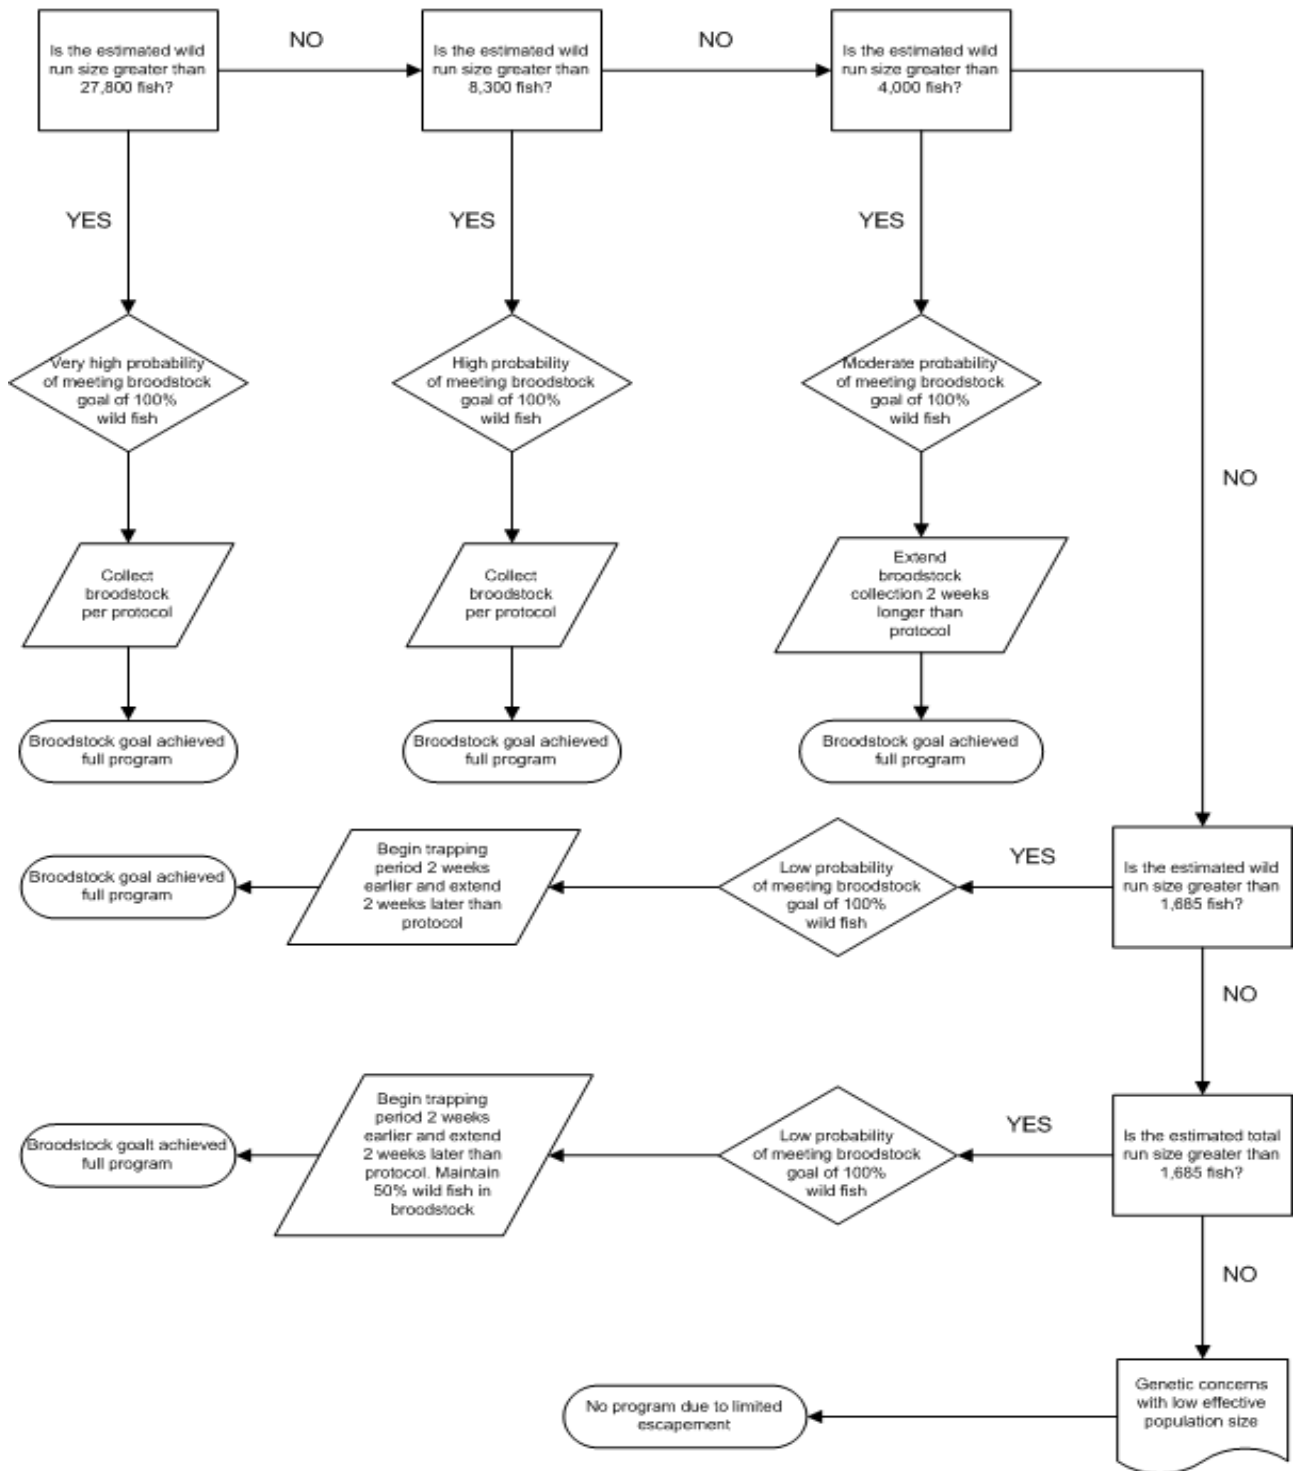 Is the estimated wild
run size greater than
27,800 fish?
NO
Is the estimated wild
run size greater than
8,300 fish?
NO
Is the estimated wild
run size greater than
4,000 fish?
YES
YES
YES
Very high probability
of meeting broodstock
goal of 100%
wild fish
High probability
of meeting broodstock
goal of 100%
wild fish
Moderate probability
of meeting broodstock
goal of 100%
wild fish
NO
Collect
broodstock
per protocol
Collect
broodstock
per protocol
Extend
broodstock
collection 2 weeks
longer than
protocol
Broodstock goal achieved
full program
Broodstock goal achieved
full program
Broodstock goal achieved
full program
Broodstock goal achieved
full program
Begin trapping
period 2 weeks
earlier and extend
2 weeks later than
protocol
Low probability
of meeting broodstock
goal of 100%
wild fish
YES
Is the estimated wild
run size greater than
1,685 fish?
NO
Broodstock goalt achieved
full program
Begin trapping
period 2 weeks
earlier and extend
2 weeks later than
protocol. Maintain
50% wild fish in
broodstock
Low probability
of meeting broodstock
goal of 100%
wild fish
YES
Is the estimated total
run size greater than
1,685 fish?
NO
No program due to limited
escapement
Genetic concerns
with low effective
population size